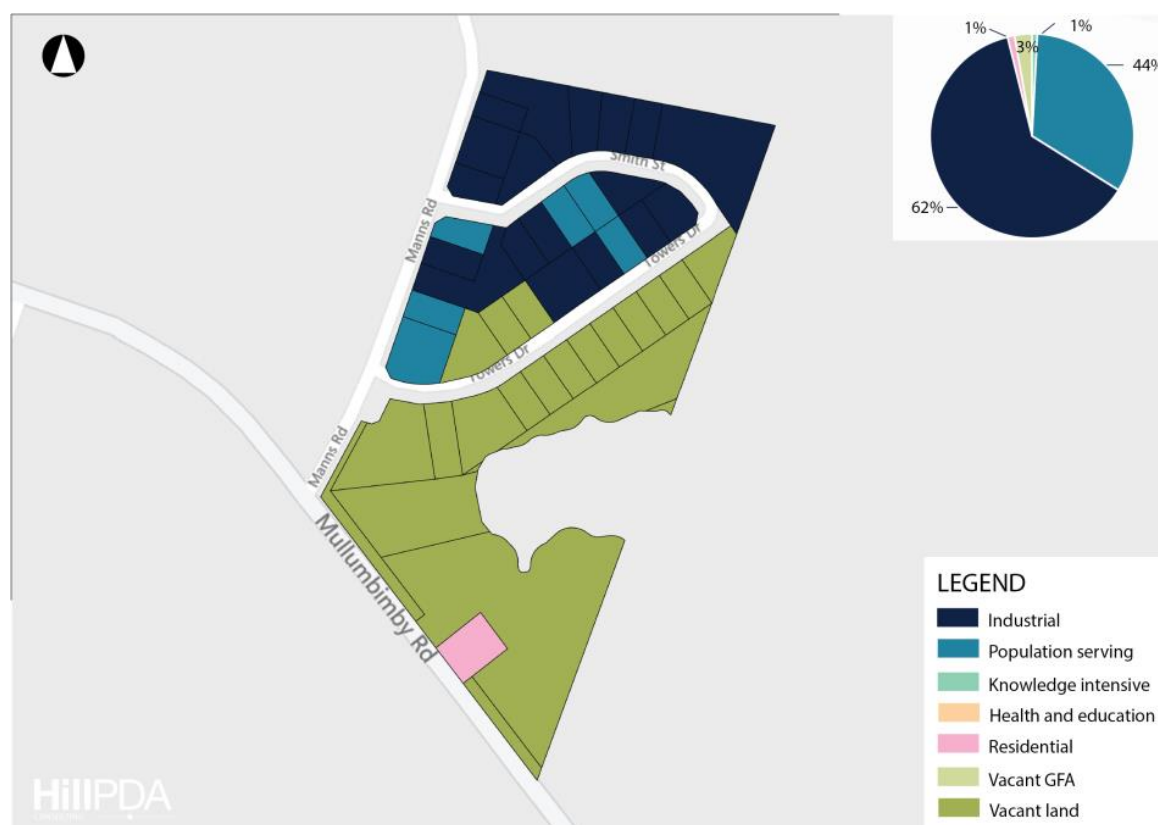 1%
1%
3%
44%
62%
Smith St
Manns Rd
Towers Dr
Towers Dr
Manns Rd
Mullumbimby Rd
LEGEND
Industrial
Population serving
Knowledge intensive
Health and education
Residential
Vacant GFA
Vacant land
HillPDA